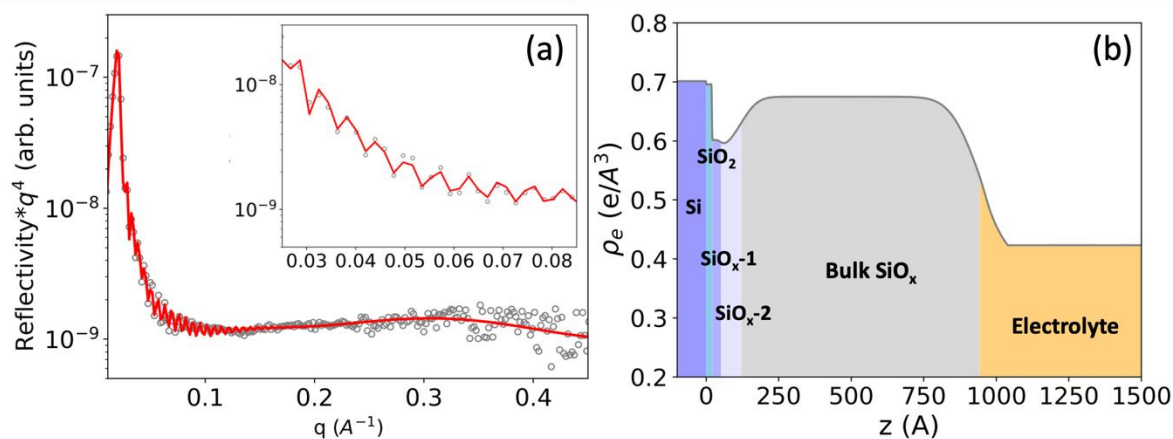 (a)
Reflectivity*q⁴ (arb. units)
10⁻⁷
10⁻⁸
10⁻⁹
0.1
0.2
0.3
0.4
q (A⁻¹)
10⁻⁸
10⁻⁹
0.03 0.04 0.05 0.06 0.07 0.08
(b)
ρₑ (e/A³)
0.8
0.7
0.6
0.5
0.4
0.3
0.2
SiO₂
Si
SiOₓ-1
SiOₓ-2
Bulk SiOₓ
Electrolyte
0 250 500 750 1000 1250 1500
z (A)